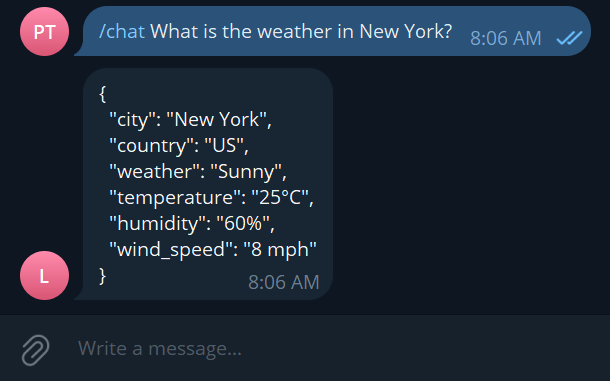 PT
/chat What is the weather in New York?
8:06 AM
{
"city": "New York",
"country": "US",
"weather": "Sunny",
"temperature": "25°C",
"humidity": "60%",
"wind_speed": "8 mph"
}
8:06 AM
L
Write a message...